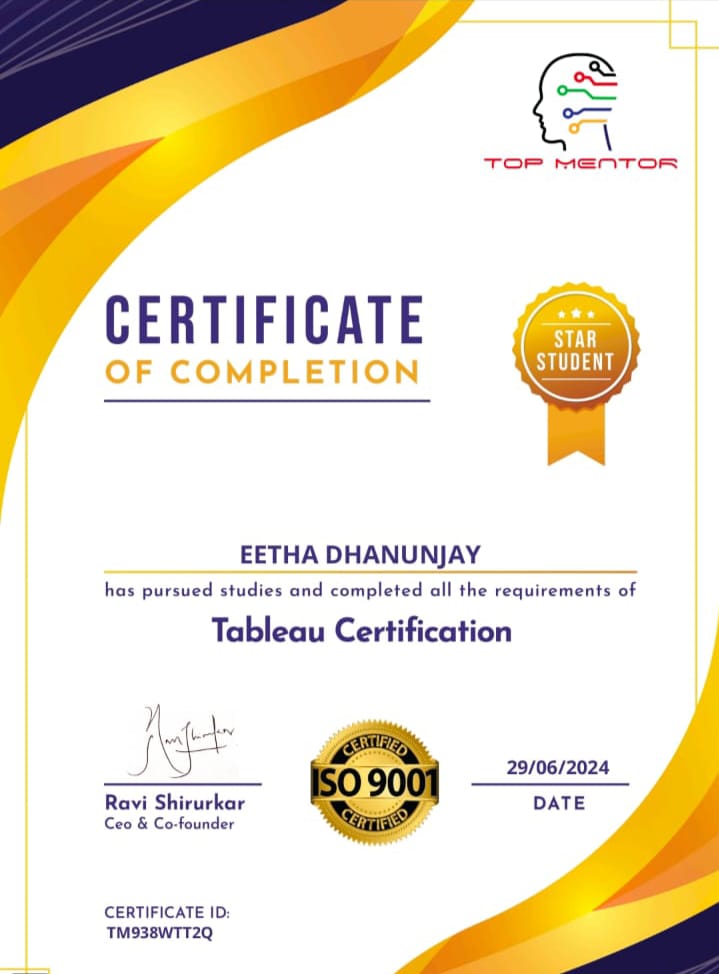 TOP MENTOR
CERTIFICATE
OF COMPLETION
STAR
STUDENT
EETHA DHANUNJAY
has pursued studies and completed all the requirements of
Tableau Certification
Ravi Shirurkar
Ceo & Co-founder
CERTIFIED
ISO 9001
CERTIFIED
29/06/2024
DATE
CERTIFICATE ID:
TM938WTT2Q